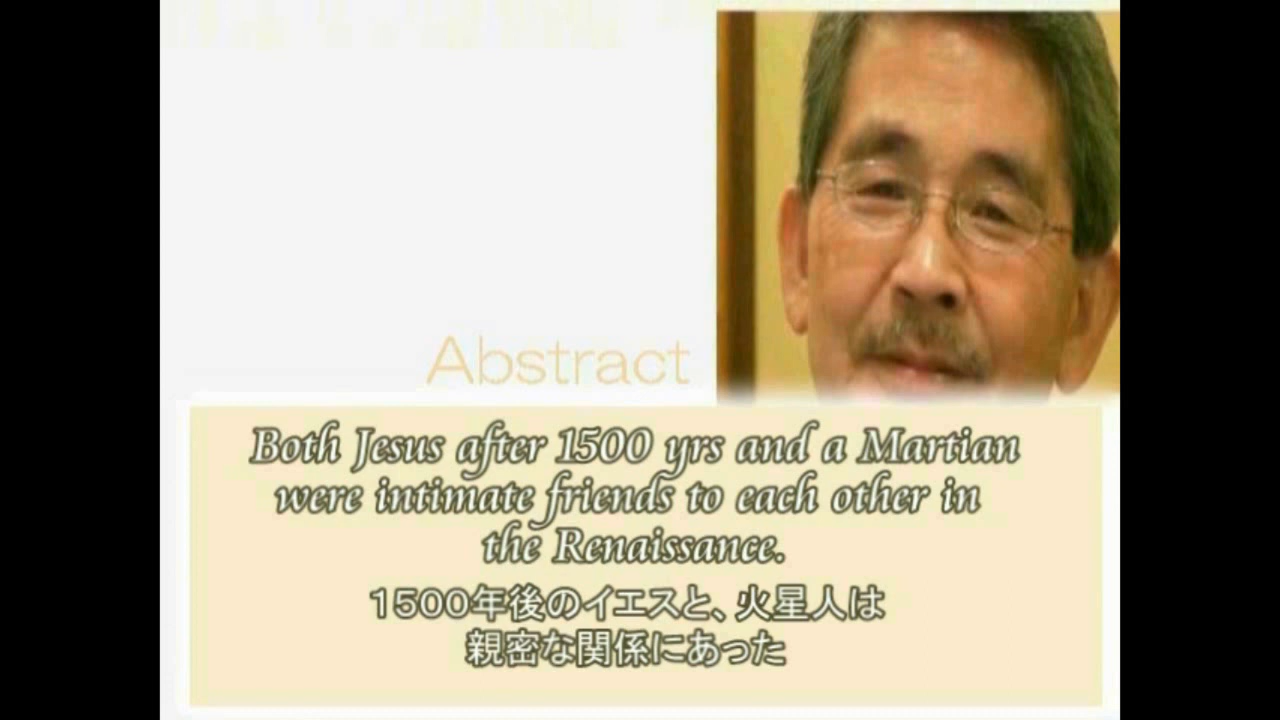 Abstract
Both Jesus after 1500 yrs and a Martian
were intimate friends to each other in
the Renaissance.
１５００年後のイエスと、火星人は
親密な関係にあった